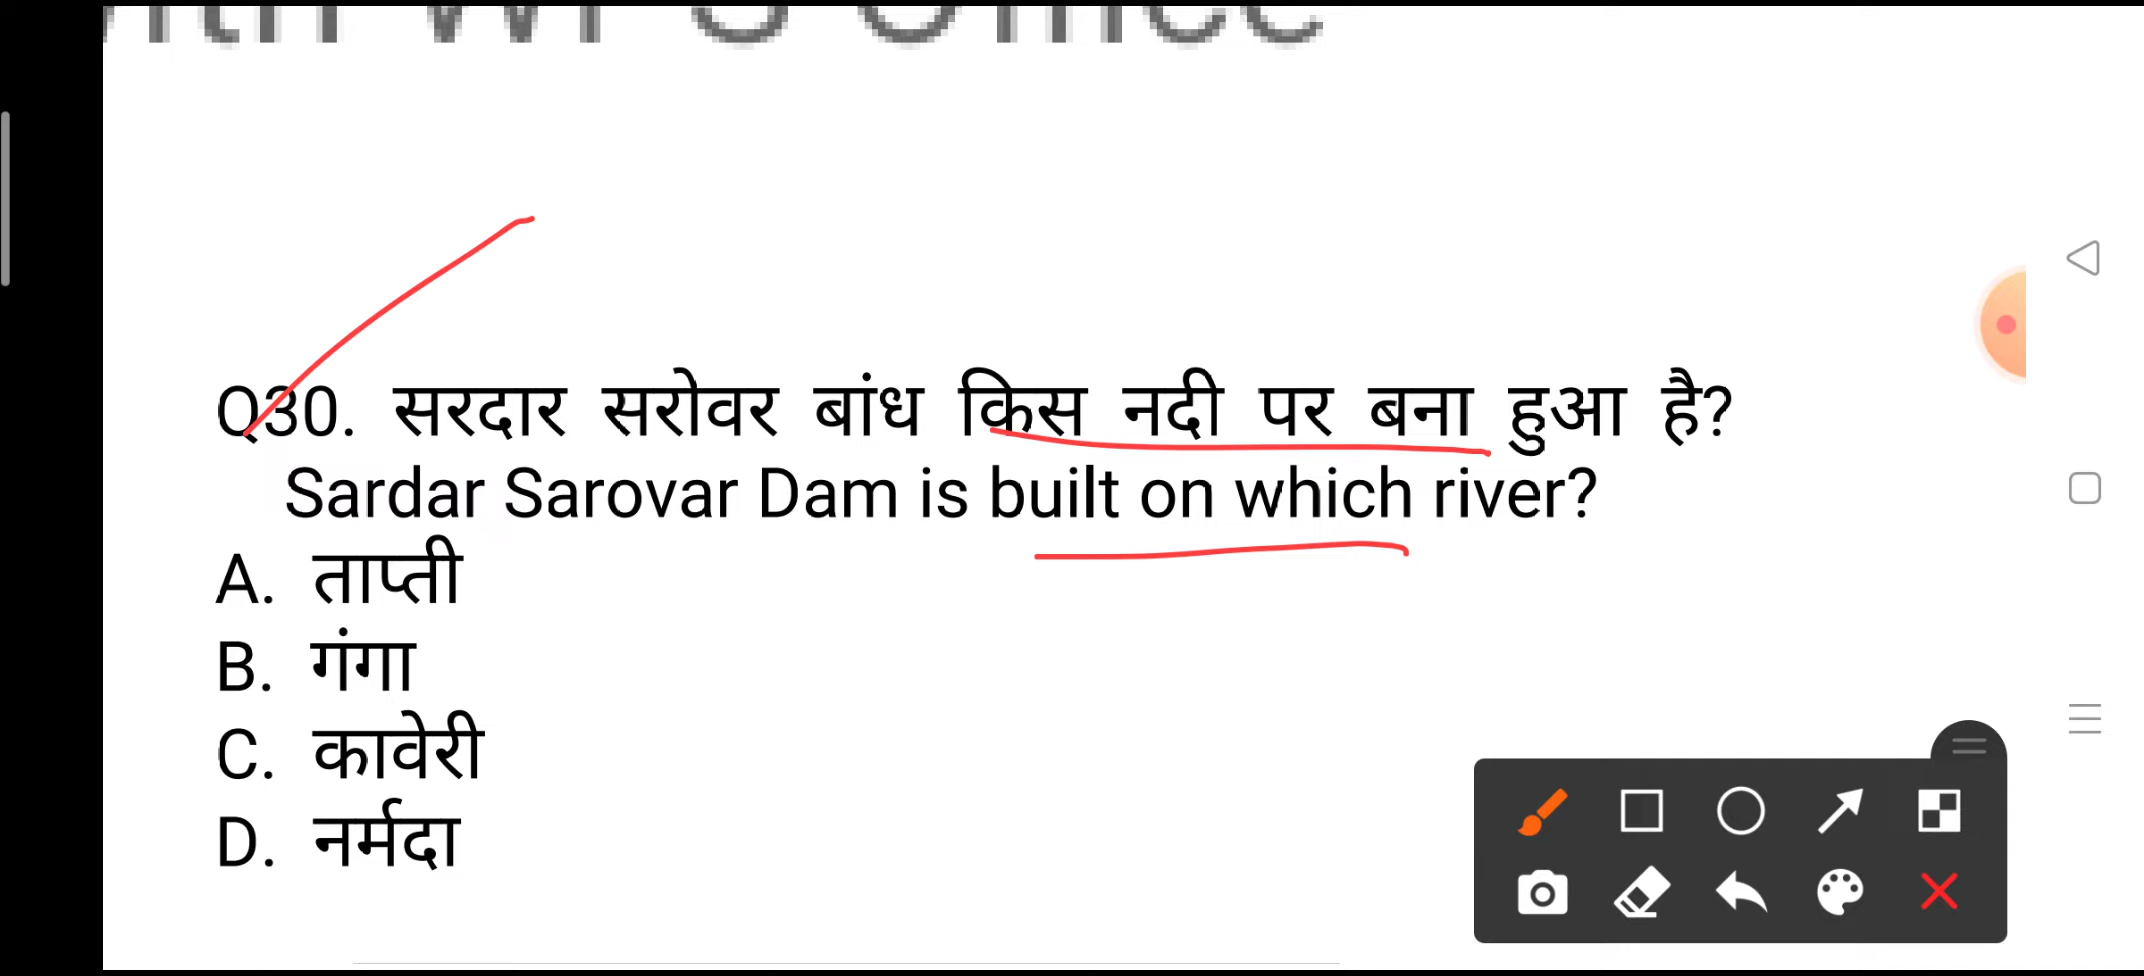 Q30. सरदार सरोवर बांध किस नदी पर बना हुआ है?
Sardar Sarovar Dam is built on which river?
A. ताप्ती
B. गंगा
C. कावेरी
D. नर्मदा